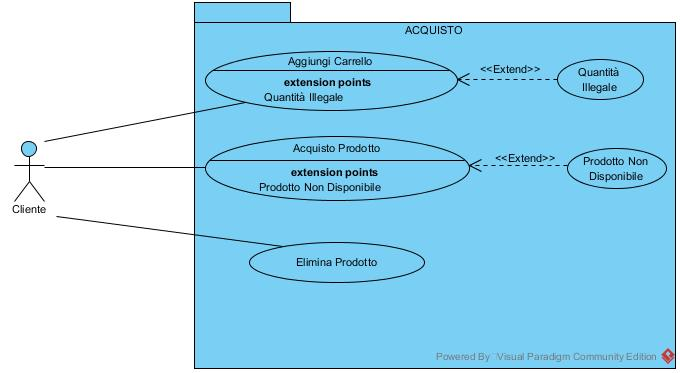 ACQUISTO
Aggiungi Carrello
extension points
Quantità Illegale
<<Extend>>
Quantità
Illegale
Acquisto Prodotto
extension points
Prodotto Non Disponibile
<<Extend>>
Prodotto Non
Disponibile
Cliente
Elimina Prodotto
Powered By Visual Paradigm Community Edition